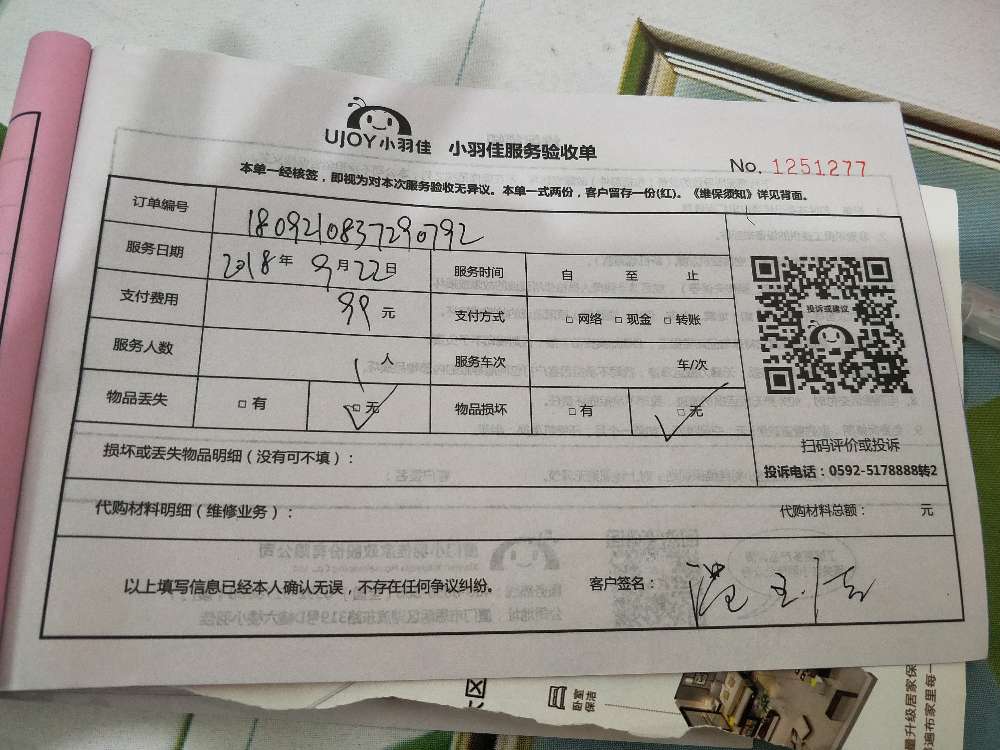 UJOY小羽佳 小羽佳服务验收单
No. 1251277
本单一经核签，即视为对本次服务验收无异议。本单一式两份，客户留存一份(红)。《维保须知》详见背面。
订单编号 1809210837290792
服务日期 2018年9月22日 服务时间 自 至 止
支付费用 99元 支付方式 □网络 □现金 □转账
投诉或建议
服务人数 1人 服务车次 车/次
物品丢失 □有 □无 物品损坏 □有 □无
扫码评价或投诉
损坏或丢失物品明细（没有可不填）：
投诉电话：0592-5178888转2
代购材料明细（维修业务）： 代购材料总额： 元
以上填写信息已经本人确认无误，不存在任何争议纠纷。 客户签名：
卧室
保洁